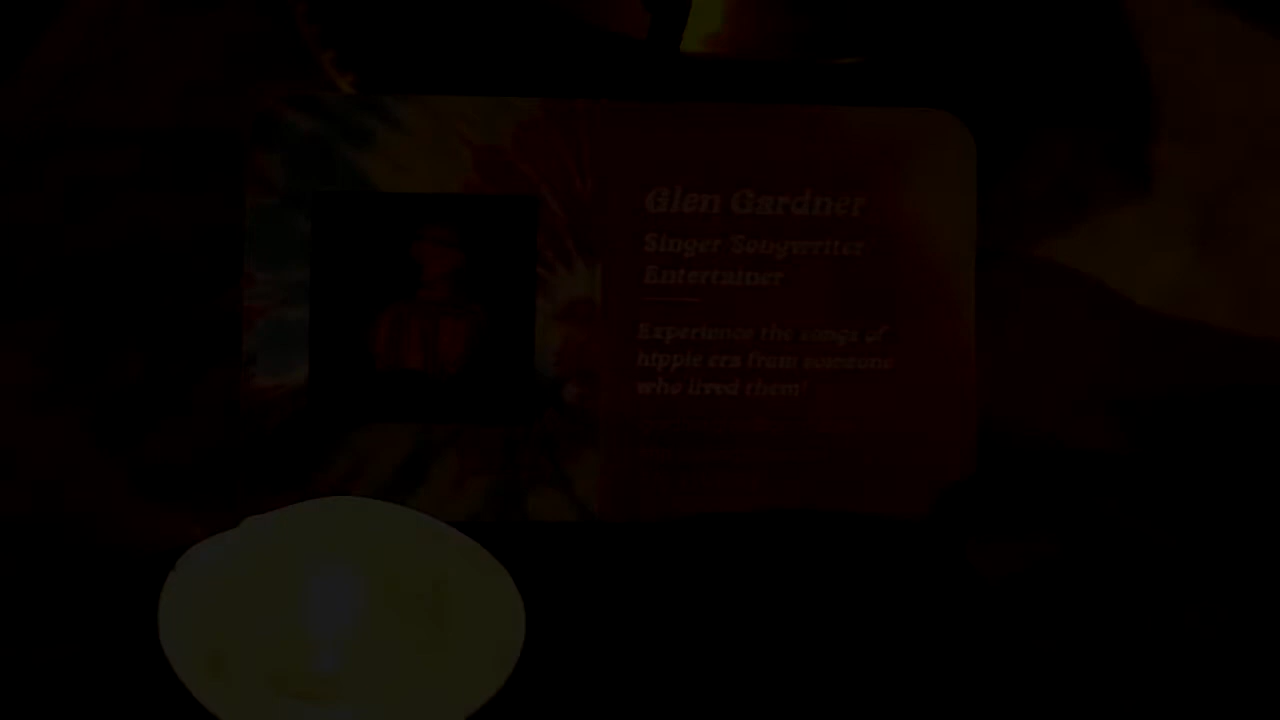 Glen Gardner
Singer Songwriter
Entertainer
Experience the songs of
hippie era from someone
who lived them!